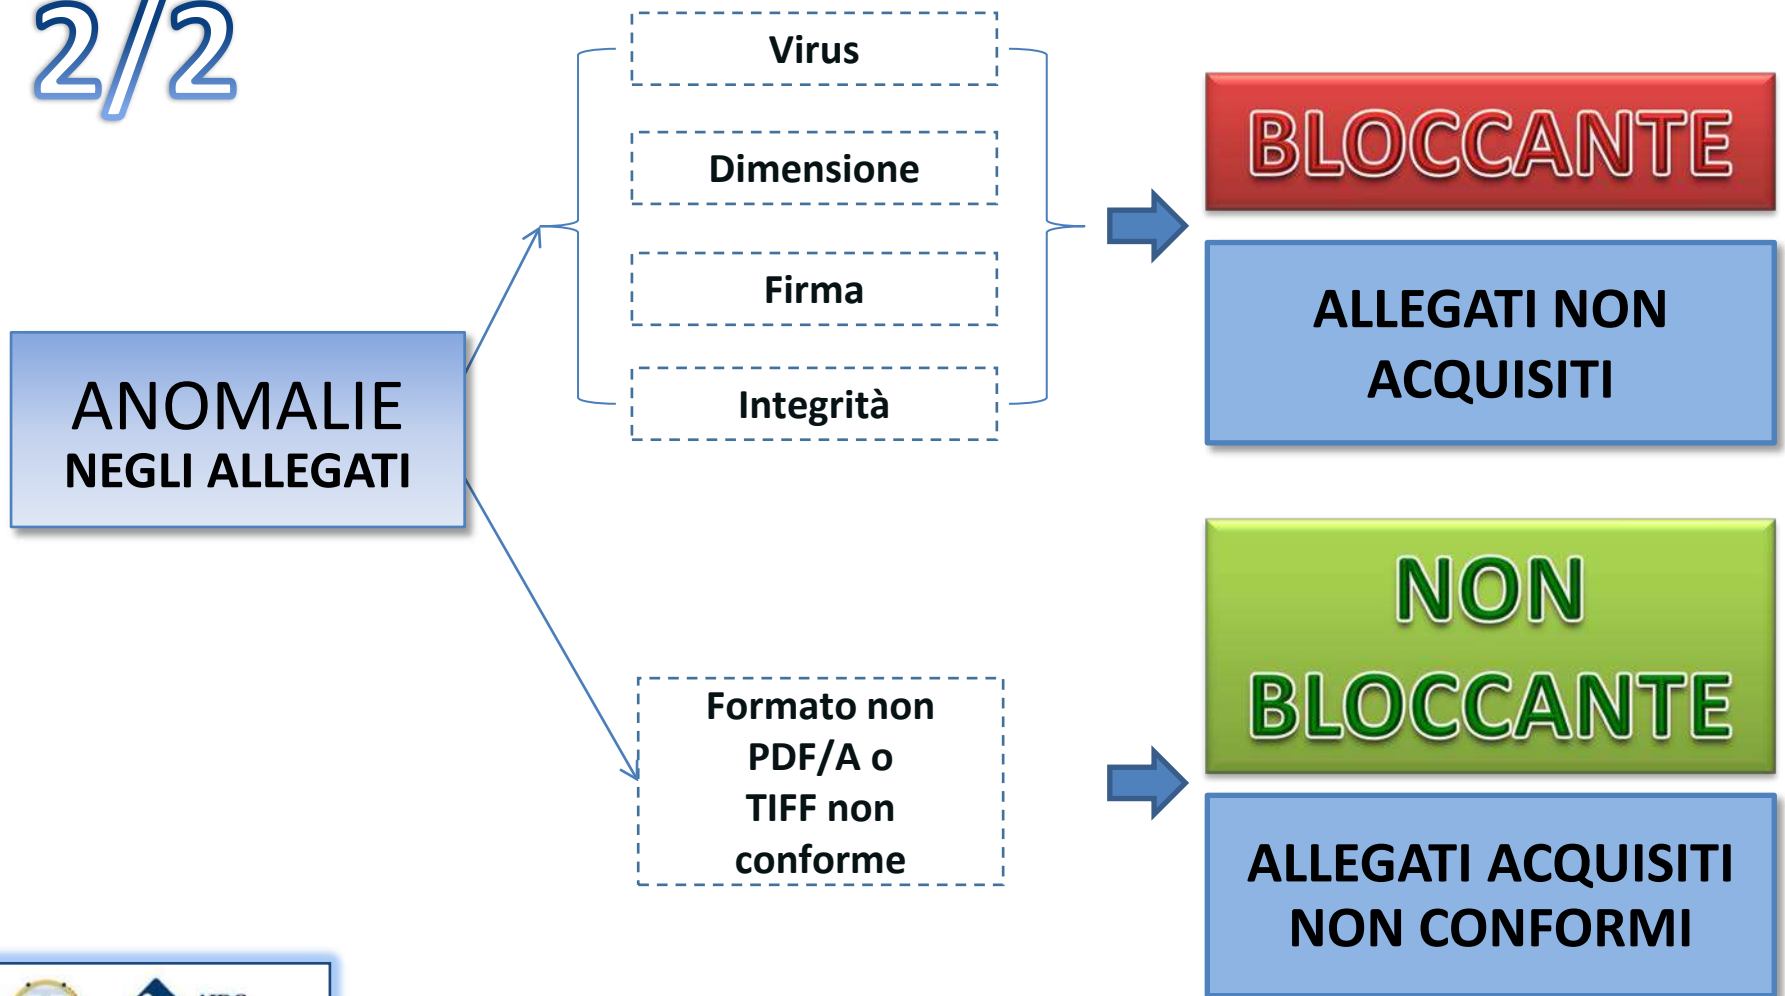 2/2
Virus
Dimensione
Firma
Integrità
BLOCCANTE
ALLEGATI NON
ACQUISITI
ANOMALIE
NEGLI ALLEGATI
Formato non
PDF/A o
TIFF non
conforme
NON
BLOCCANTE
ALLEGATI ACQUISITI
NON CONFORMI